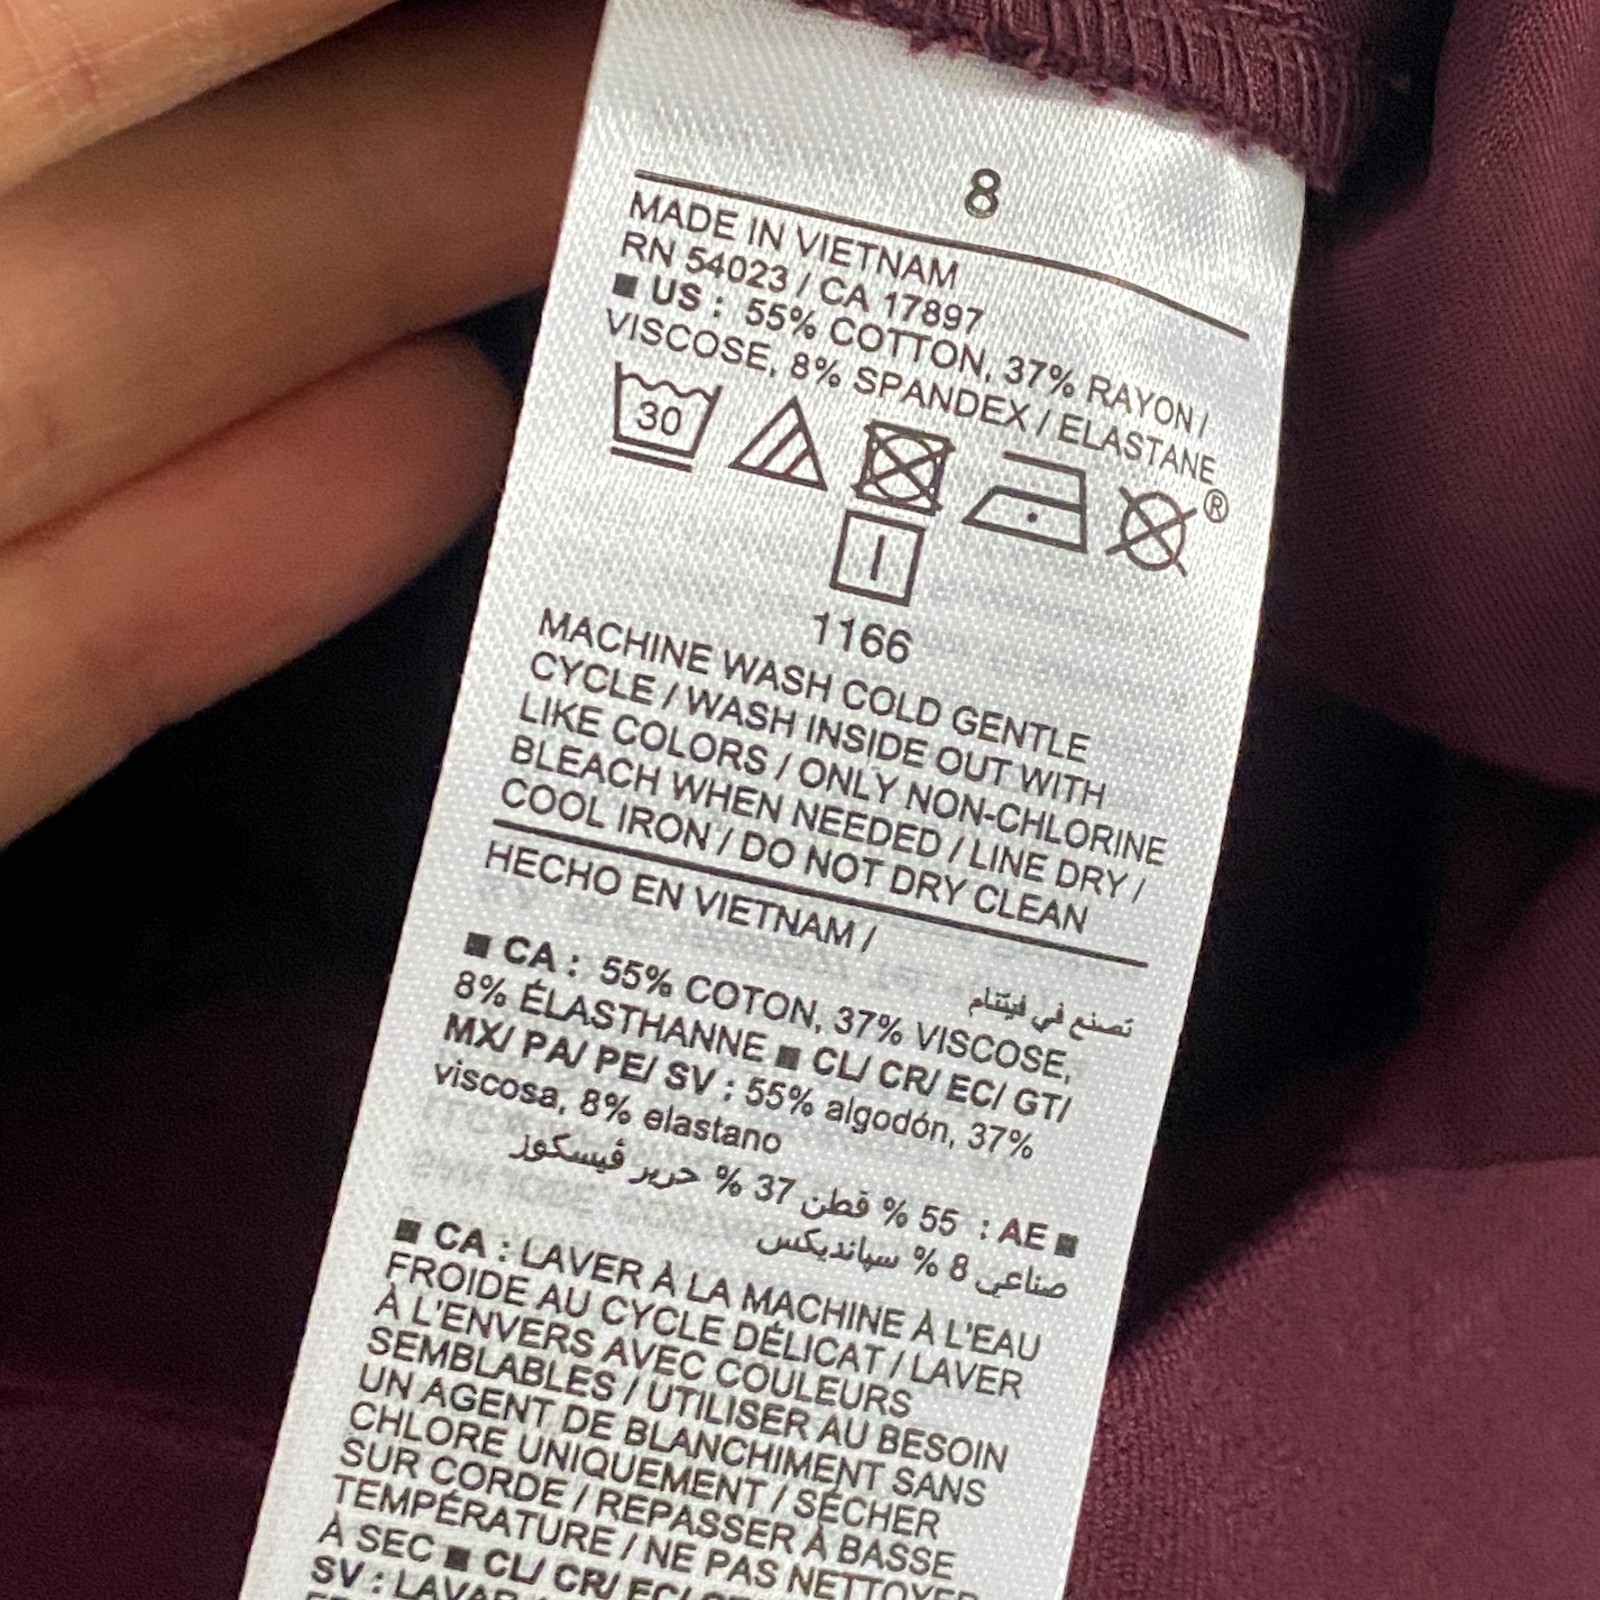 8
MADE IN VIETNAM
RN 54023 / CA 17897
■ US : 55% COTTON, 37% RAYON /
VISCOSE, 8% SPANDEX / ELASTANE
30
®
1166
MACHINE WASH COLD GENTLE
CYCLE / WASH INSIDE OUT WITH
LIKE COLORS / ONLY NON-CHLORINE
BLEACH WHEN NEEDED / LINE DRY /
COOL IRON / DO NOT DRY CLEAN
HECHO EN VIETNAM /
تصنع في فيتنام
■ CA : 55% COTON, 37% VISCOSE,
8% ÉLASTHANNE ■ CL/ CR/ EC/ GT/
MX/ PA/ PE/ SV : 55% algodón, 37%
viscosa, 8% elastano
■ AE : 55 % قطن 37 % حرير ڤيسكوز
صناعي 8 % سباندیکس
■ CA : LAVER À LA MACHINE À L'EAU
FROIDE AU CYCLE DÉLICAT / LAVER
À L'ENVERS AVEC COULEURS
SEMBLABLES / UTILISER AU BESOIN
UN AGENT DE BLANCHIMENT SANS
CHLORE UNIQUEMENT / SÉCHER
SUR CORDE / REPASSER À BASSE
TEMPÉRATURE / NE PAS NETTOYER
À SEC ■ CL/ CR/ EC/
SV :